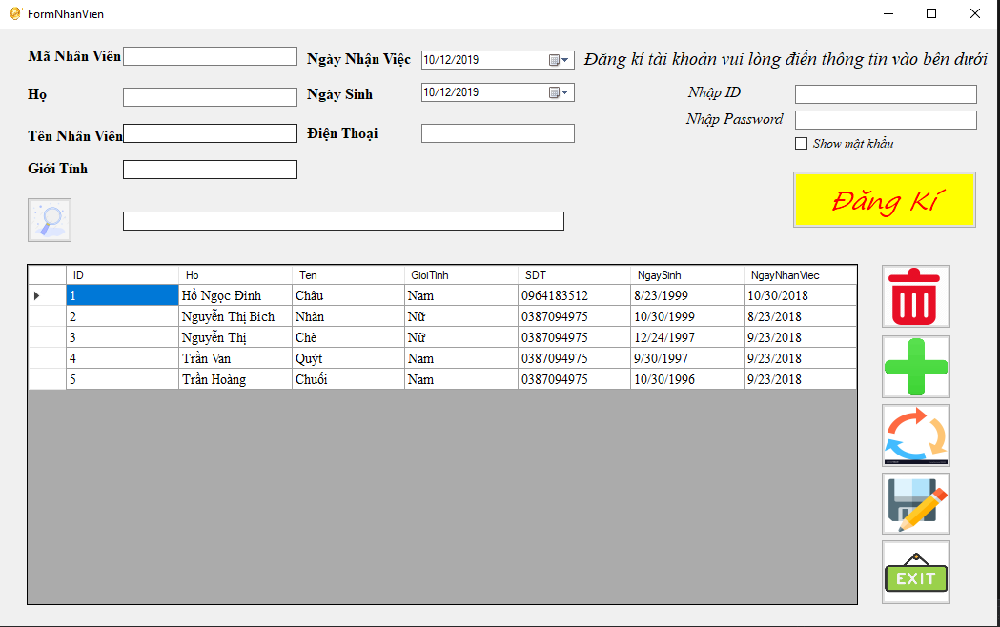 FormNhanVien
Mã Nhân Viên
Ngày Nhận Việc
10/12/2019
Đăng kí tài khoản vui lòng điền thông tin vào bên dưới
Họ
Ngày Sinh
10/12/2019
Nhập ID
Tên Nhân Viên
Điện Thoại
Nhập Password
Show mật khẩu
Giới Tính
Đăng Kí
ID Ho Ten GioiTinh SDT NgaySinh NgayNhanViec
1 Hồ Ngọc Đình Châu Nam 0964183512 8/23/1999 10/30/2018
2 Nguyễn Thị Bích Nhàn Nữ 0387094975 10/30/1999 8/23/2018
3 Nguyễn Thị Chè Nữ 0387094975 12/24/1997 9/23/2018
4 Trần Van Quýt Nam 0387094975 9/30/1997 9/23/2018
5 Trần Hoàng Chuối Nam 0387094975 10/30/1996 9/23/2018
EXIT